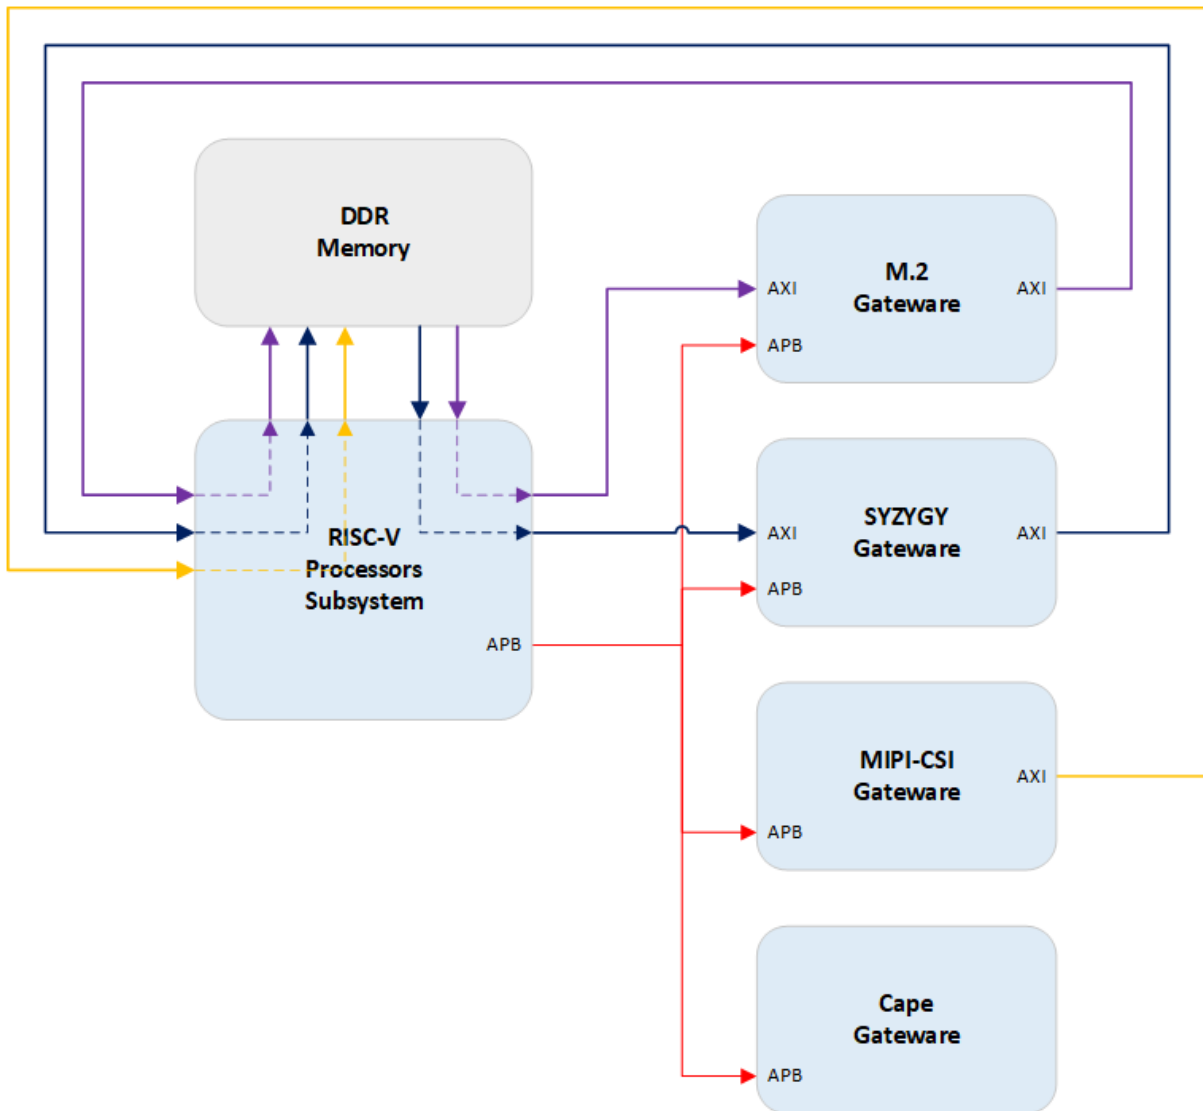 DDR
Memory
M.2
Gateware
AXI
AXI
APB
RISC-V
Processors
Subsystem
APB
SYZYGY
Gateware
AXI
AXI
APB
MIPI-CSI
Gateware
AXI
APB
Cape
Gateware
APB